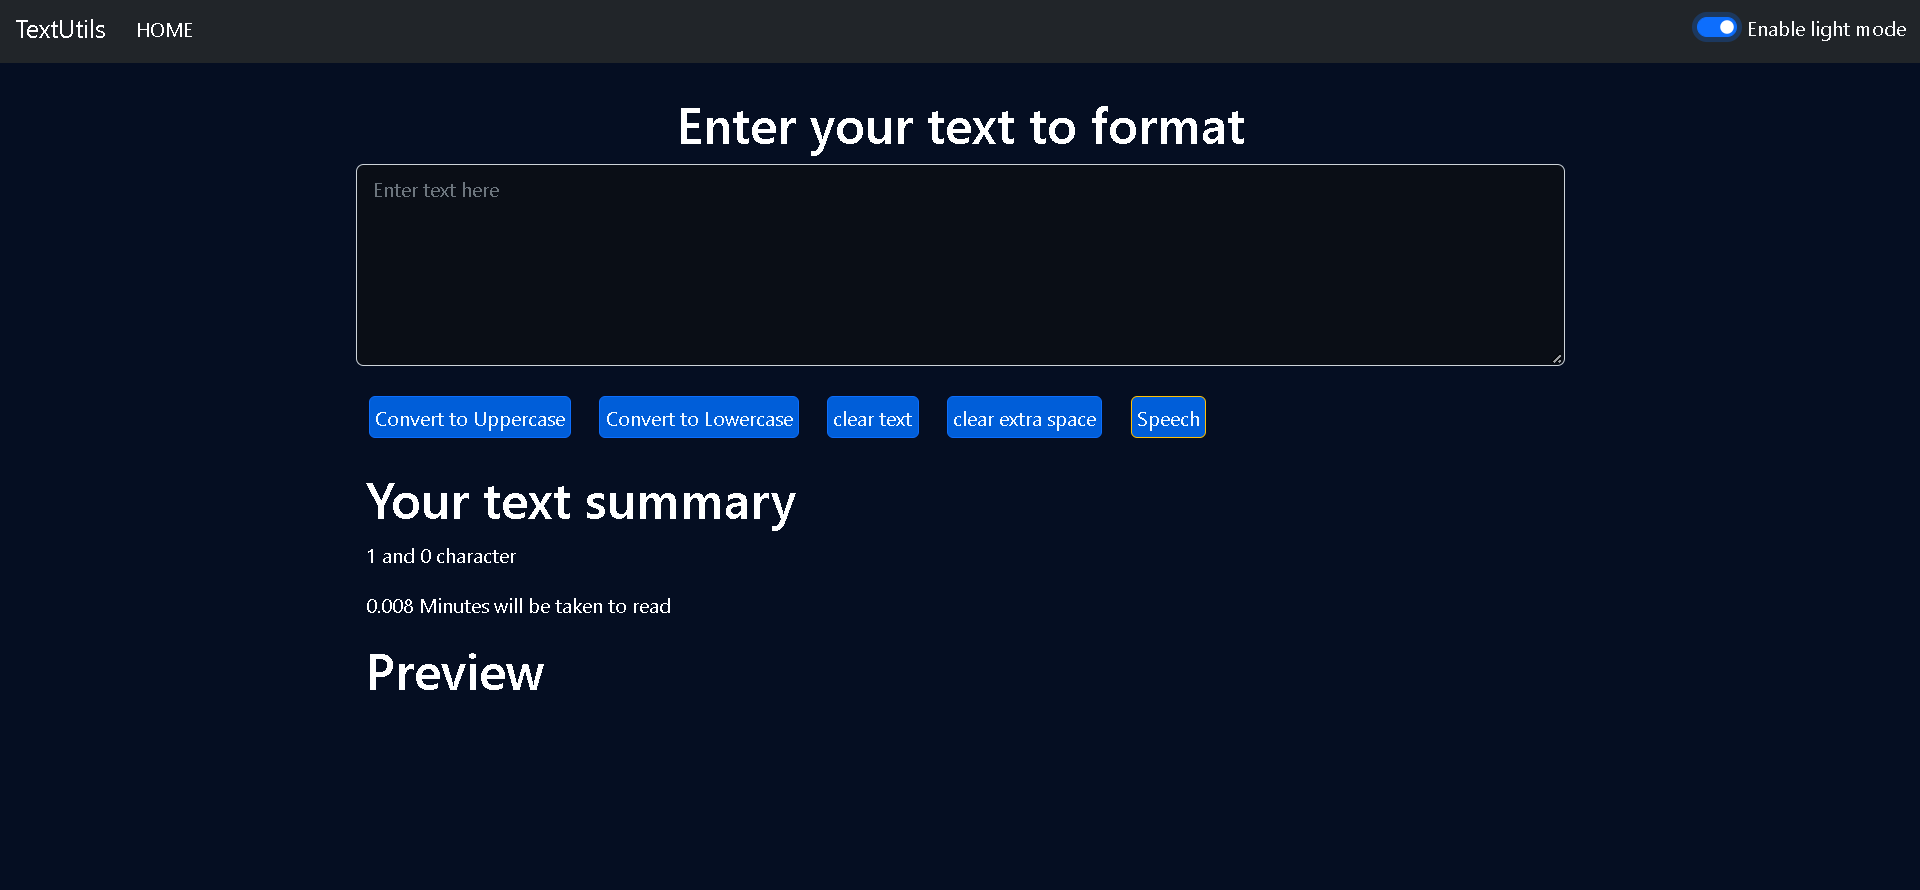 TextUtils HOME Enable light mode
Enter your text to format
Enter text here
Convert to Uppercase Convert to Lowercase clear text clear extra space Speech
Your text summary
1 and 0 character
0.008 Minutes will be taken to read
Preview